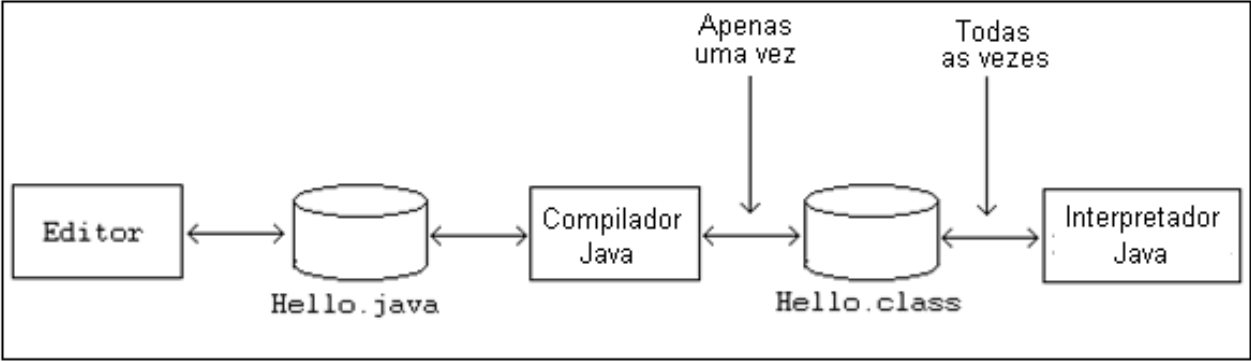 Apenas
uma vez
Todas
as vezes
Editor
Hello.java
Compilador
Java
Hello.class
Interpretador
Java